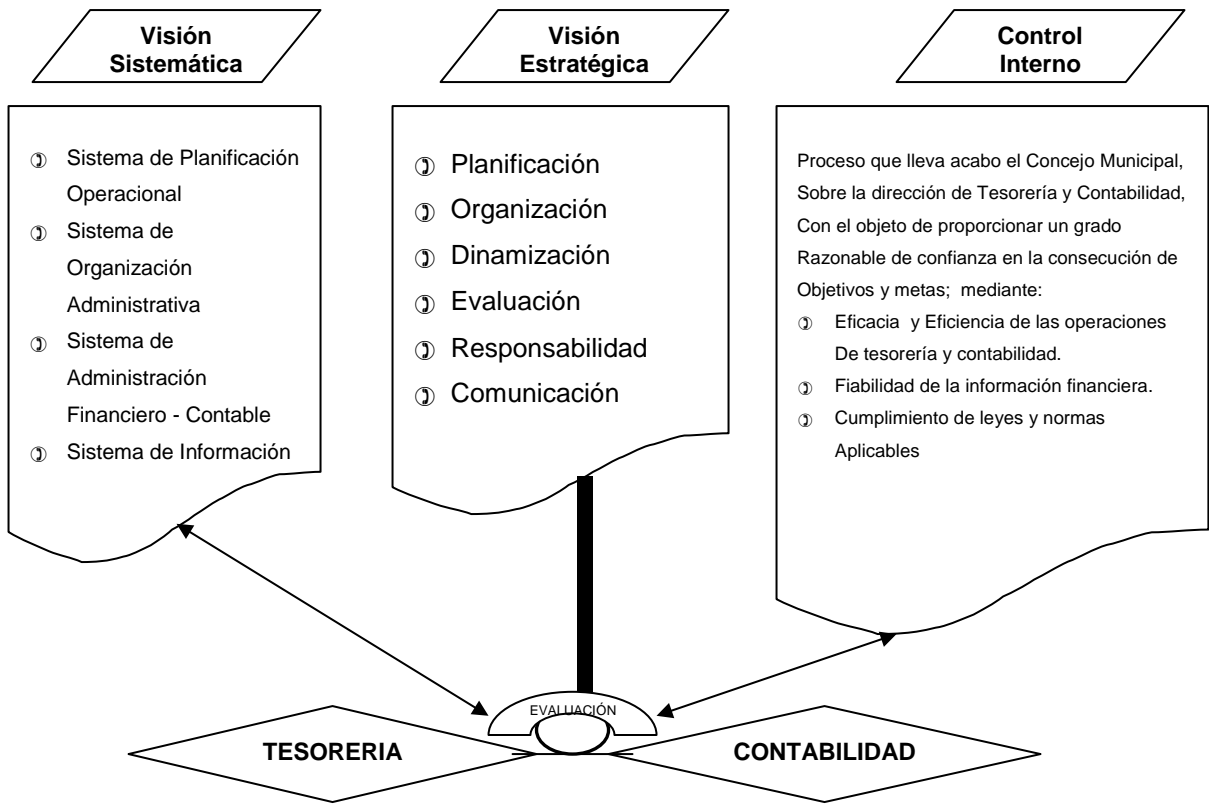 Visión
Sistemática
Sistema de Planificación
Operacional
Sistema de
Organización
Administrativa
Sistema de
Administración
Financiero - Contable
Sistema de Información
Visión
Estratégica
Planificación
Organización
Dinamización
Evaluación
Responsabilidad
Comunicación
Control
Interno
Proceso que lleva acabo el Concejo Municipal,
Sobre la dirección de Tesorería y Contabilidad,
Con el objeto de proporcionar un grado
Razonable de confianza en la consecución de
Objetivos y metas; mediante:
Eficacia y Eficiencia de las operaciones
De tesorería y contabilidad.
Fiabilidad de la información financiera.
Cumplimiento de leyes y normas
Aplicables
EVALUACIÓN
TESORERIA
CONTABILIDAD